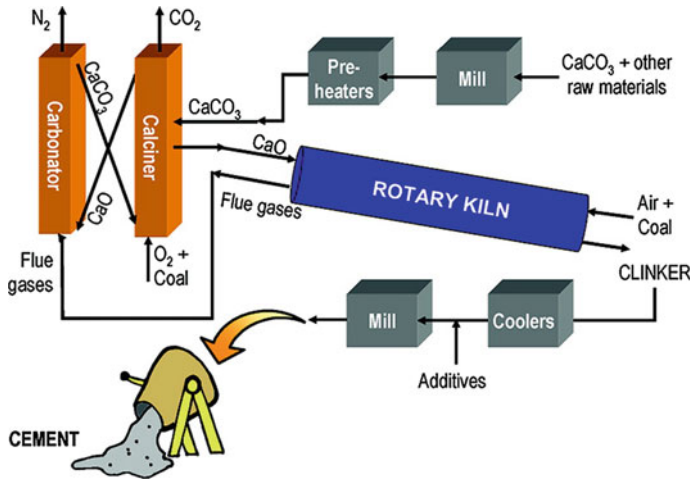 N₂
CO₂
Carbonator
CaCO₃
CaO
Calciner
CaCO₃
Pre-
heaters
Mill
CaCO₃ + other
raw materials
CaO
Flue gases
ROTARY KILN
Air +
Coal
Flue
gases
O₂ +
Coal
CLINKER
Mill
Coolers
Additives
CEMENT